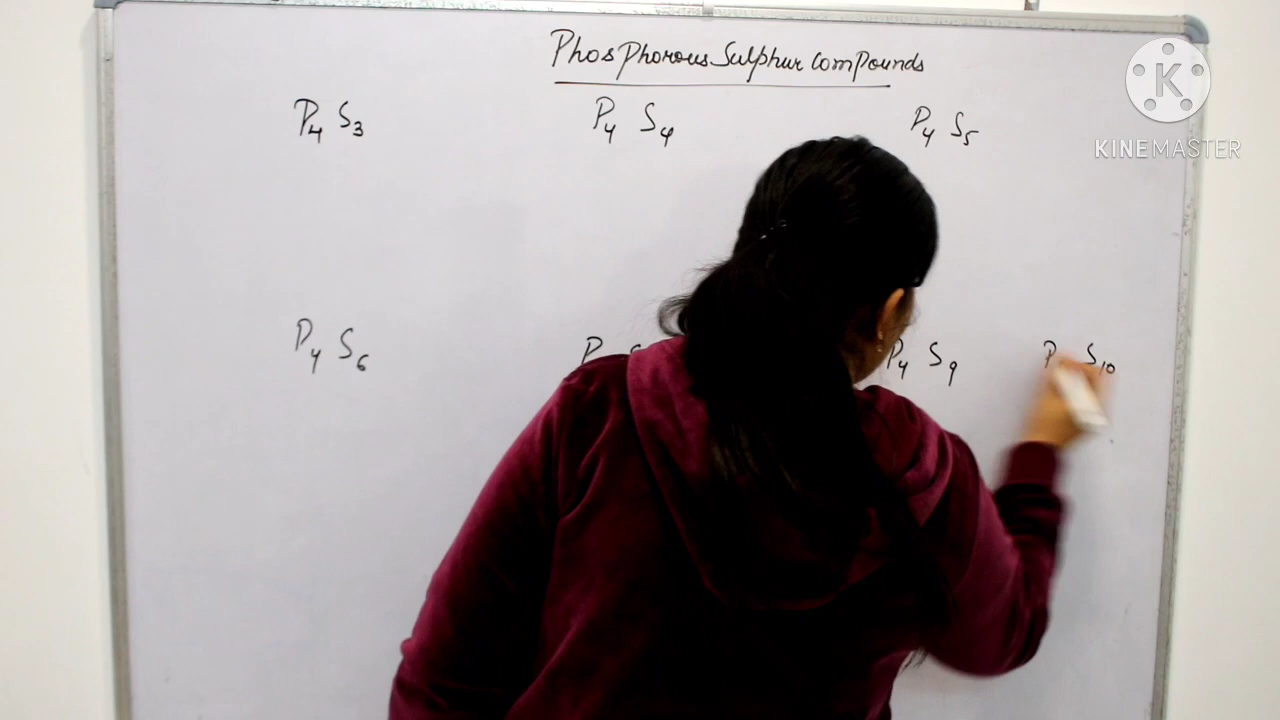 Phosphorous Sulphur Compounds
P4 S3 P4 S4 P4 S5
P4 S6 P P4 S9 P S10
K
KINEMASTER